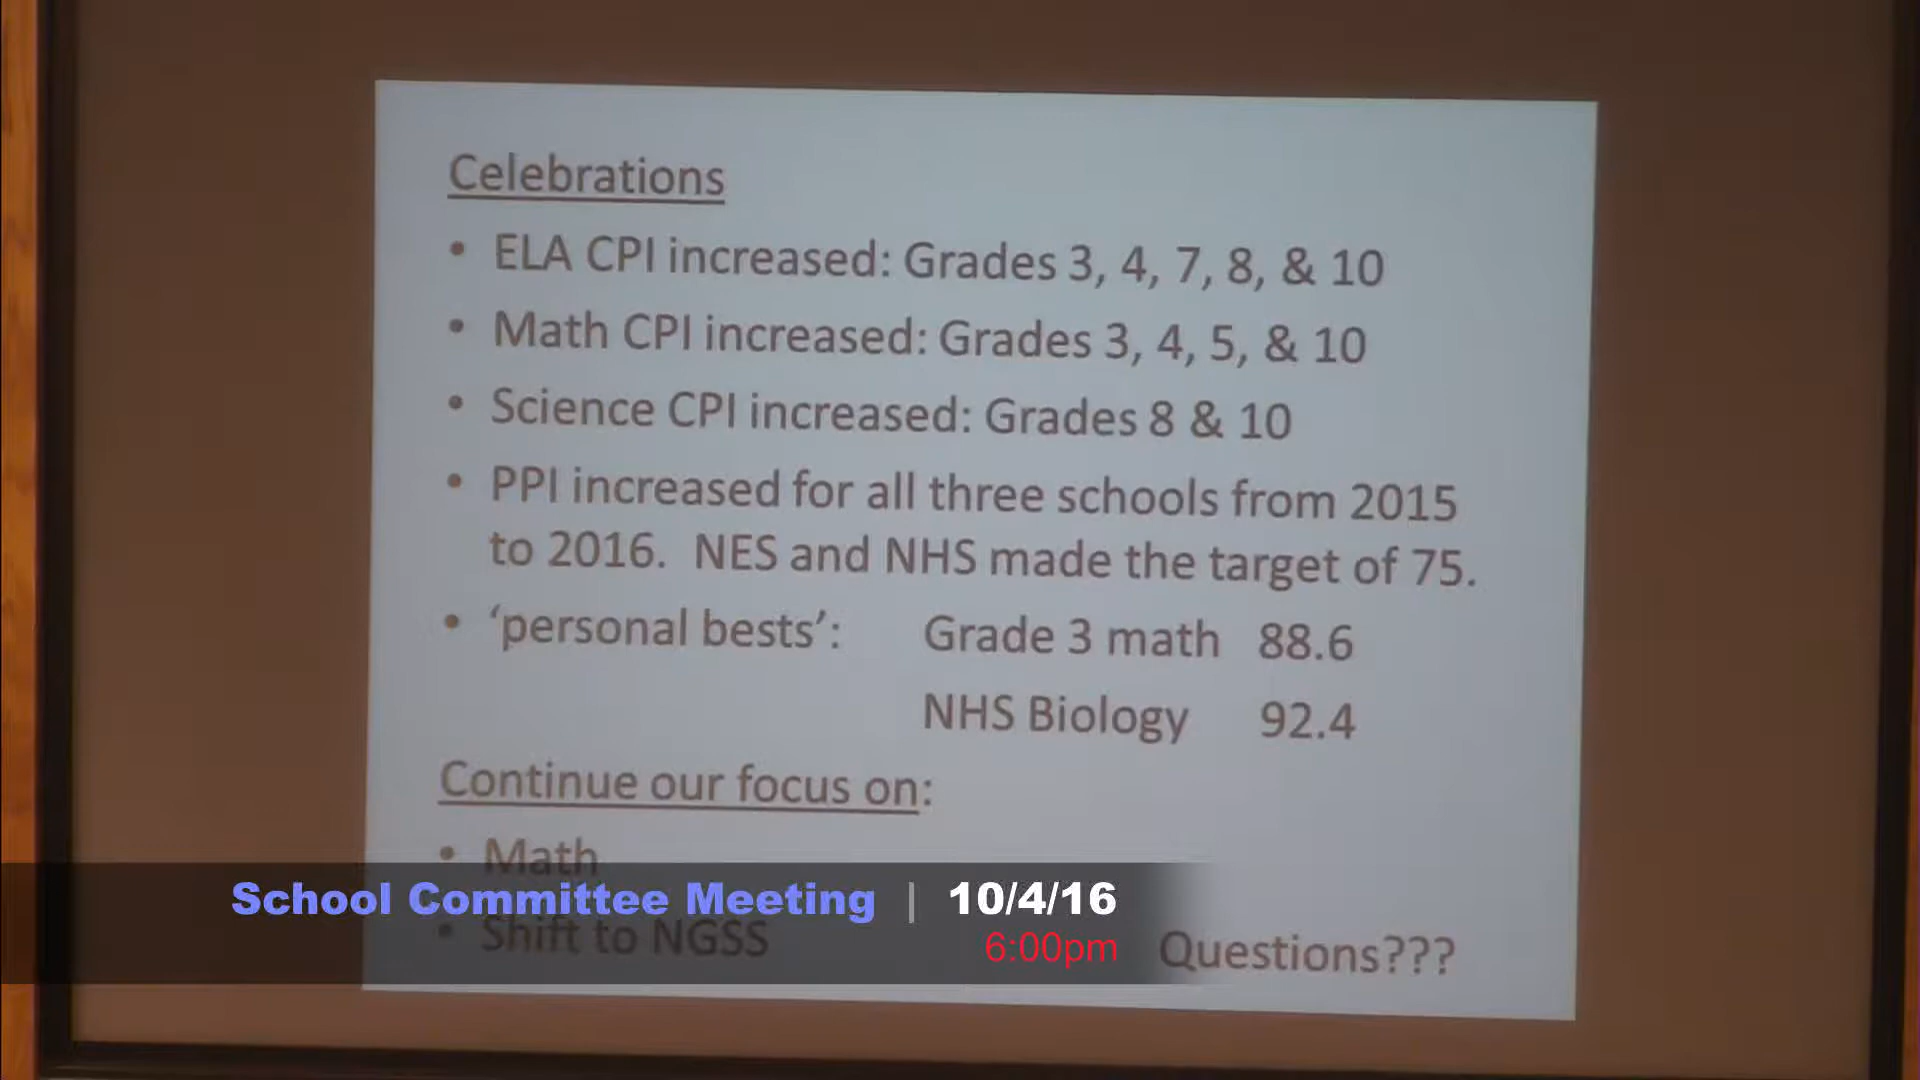 Celebrations
• ELA CPI increased: Grades 3, 4, 7, 8, & 10
• Math CPI increased: Grades 3, 4, 5, & 10
• Science CPI increased: Grades 8 & 10
• PPI increased for all three schools from 2015
to 2016. NES and NHS made the target of 75.
• ‘personal bests’: Grade 3 math 88.6
NHS Biology 92.4
Continue our focus on:
• Math
School Committee Meeting | 10/4/16
• Shift to NGSS
6:00pm
Questions???